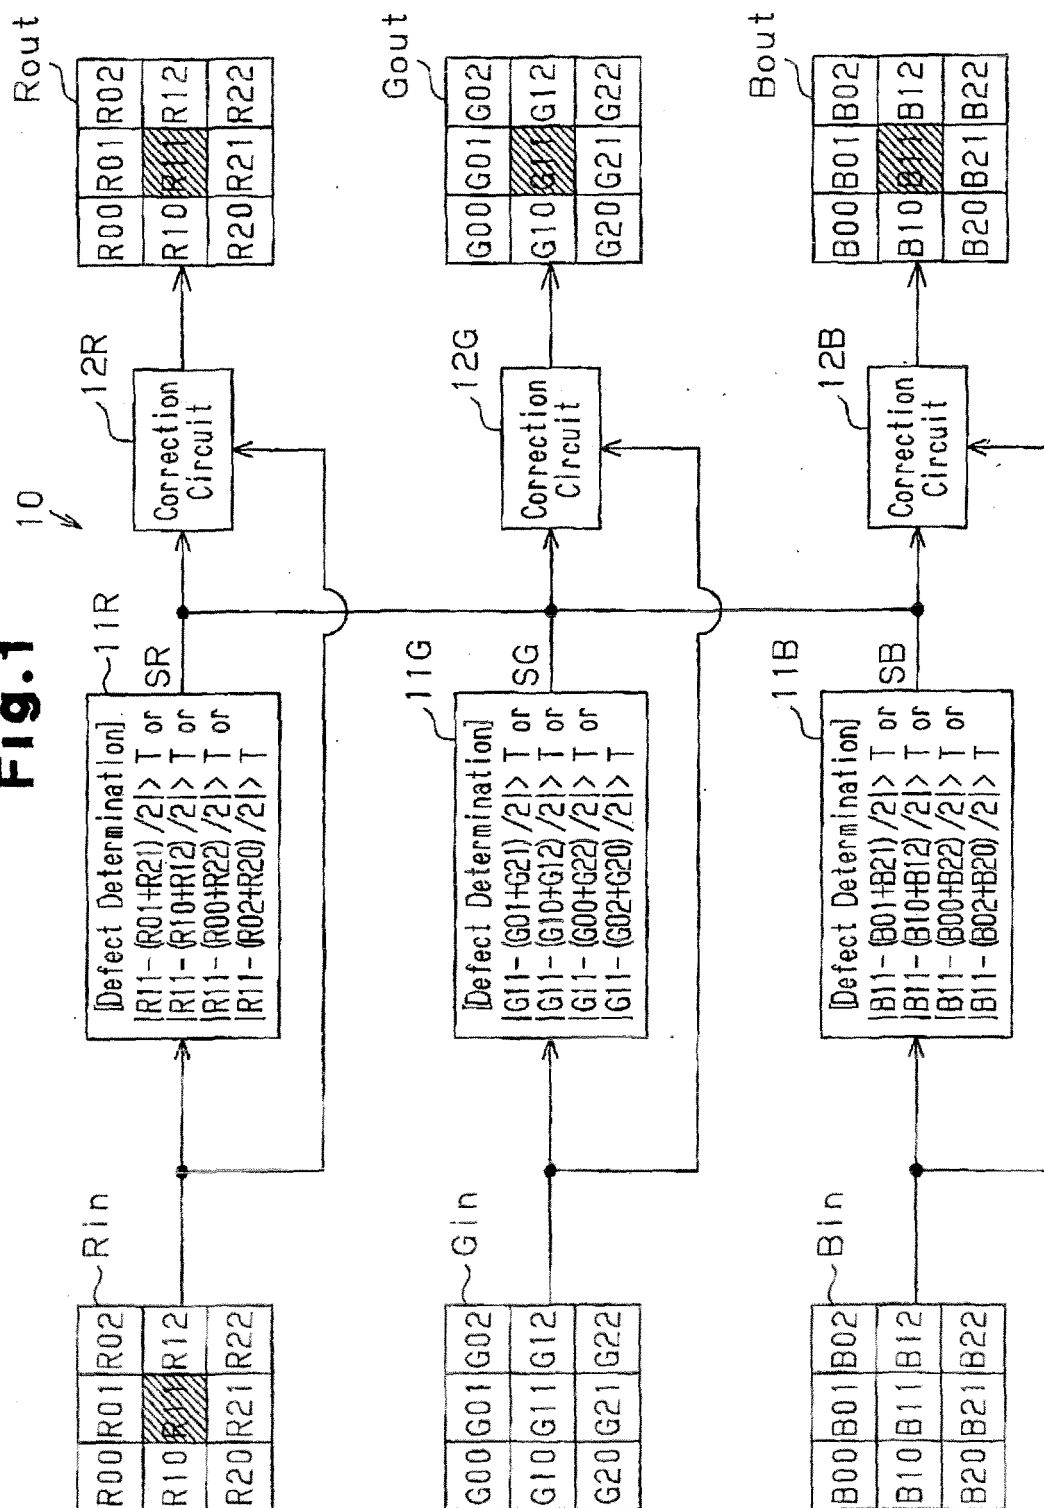 Fig.1
10
Rin
R00 R01 R02
R10 R11 R12
R20 R21 R22
11R
[Defect Determination]
|R11-(R01+R21)/2|> T or
|R11-(R10+R12)/2|> T or
|R11-(R00+R22)/2|> T or
|R11-(R02+R20)/2|> T
SR
12R
Correction
Circuit
Rout
R00 R01 R02
R10 R11 R12
R20 R21 R22
Gin
G00 G01 G02
G10 G11 G12
G20 G21 G22
11G
[Defect Determination]
|G11-(G01+G21)/2|> T or
|G11-(G10+G12)/2|> T or
|G11-(G00+G22)/2|> T or
|G11-(G02+G20)/2|> T
SG
12G
Correction
Circuit
Gout
G00 G01 G02
G10 G11 G12
G20 G21 G22
Bin
B00 B01 B02
B10 B11 B12
B20 B21 B22
11B
[Defect Determination]
|B11-(B01+B21)/2|> T or
|B11-(B10+B12)/2|> T or
|B11-(B00+B22)/2|> T or
|B11-(B02+B20)/2|> T
SB
12B
Correction
Circuit
Bout
B00 B01 B02
B10 B11 B12
B20 B21 B22